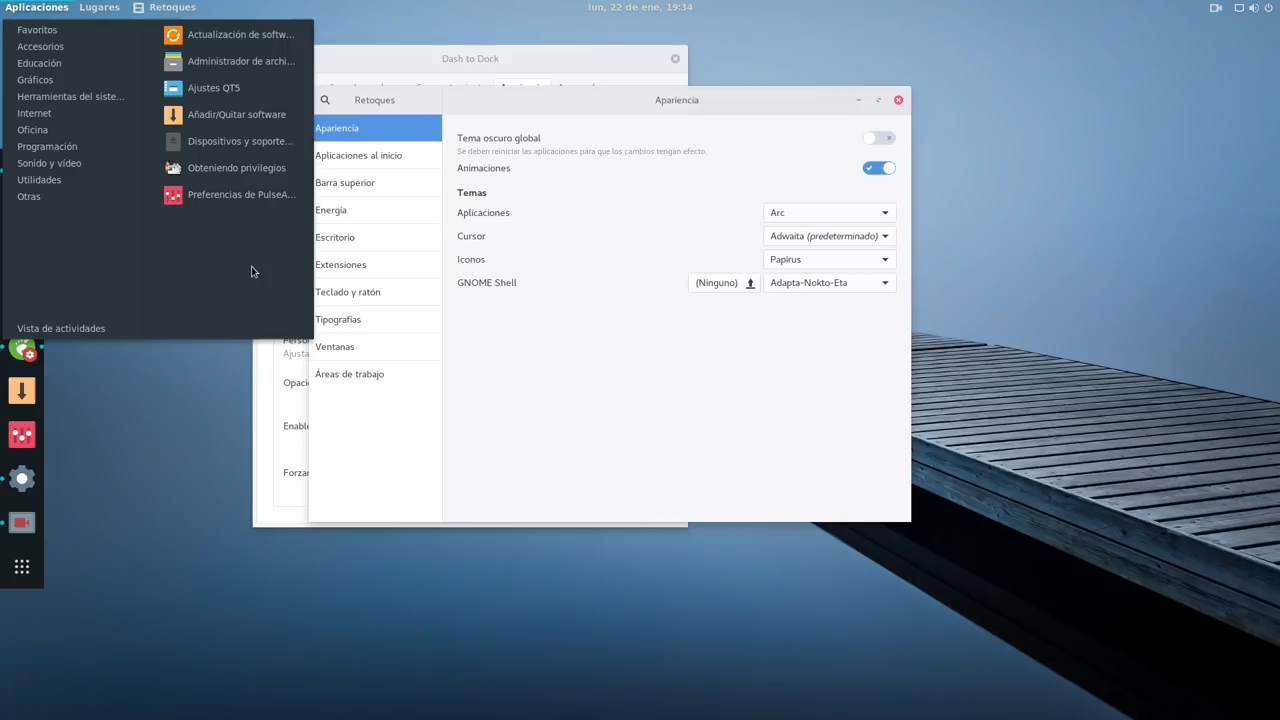 Aplicaciones Lugares Retoques lun, 22 de ene, 19:34
Favoritos
Accesorios
Educación
Gráficos
Herramientas del siste...
Internet
Oficina
Programación
Sonido y vídeo
Utilidades
Otras
Vista de actividades
Actualización de softw...
Administrador de archi...
Ajustes QT5
Añadir/Quitar software
Dispositivos y soporte...
Obteniendo privilegios
Preferencias de PulseA...
Dash to Dock
Ajusta
Opaci
Enable
Forzar
Retoques
Apariencia
Apariencia
Aplicaciones al inicio
Barra superior
Energía
Escritorio
Extensiones
Teclado y ratón
Tipografías
Ventanas
Áreas de trabajo
Tema oscuro global
Se deben reiniciar las aplicaciones para que los cambios tengan efecto.
Animaciones
Temas
Aplicaciones Arc
Cursor Adwaita (predeterminado)
Iconos Papirus
GNOME Shell (Ninguno) Adapta-Nokto-Eta